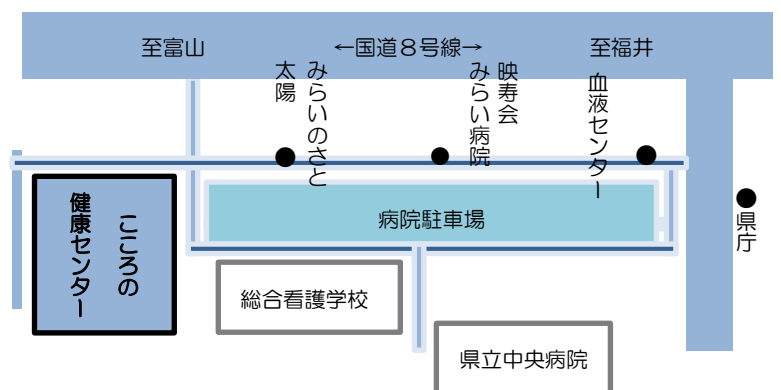 至富山
←国道８号線→
至福井
みらいのさと
太陽
映寿会
みらい病院
血液センター
こころの
健康センター
病院駐車場
県庁
総合看護学校
県立中央病院